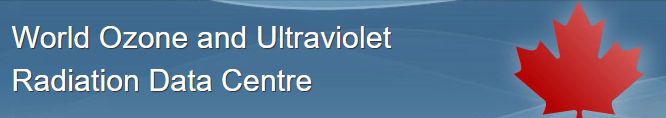 World Ozone and Ultraviolet
Radiation Data Centre